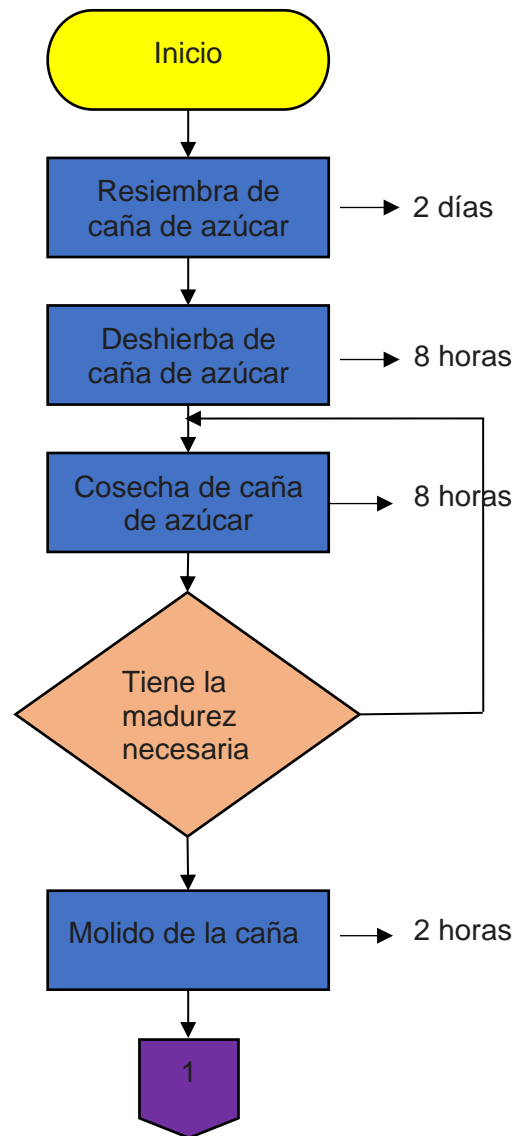 Inicio
Resiembra de
caña de azúcar
2 días
Deshierba de
caña de azúcar
8 horas
Cosecha de caña
de azúcar
8 horas
Tiene la
madurez
necesaria
Molido de la caña
2 horas
1